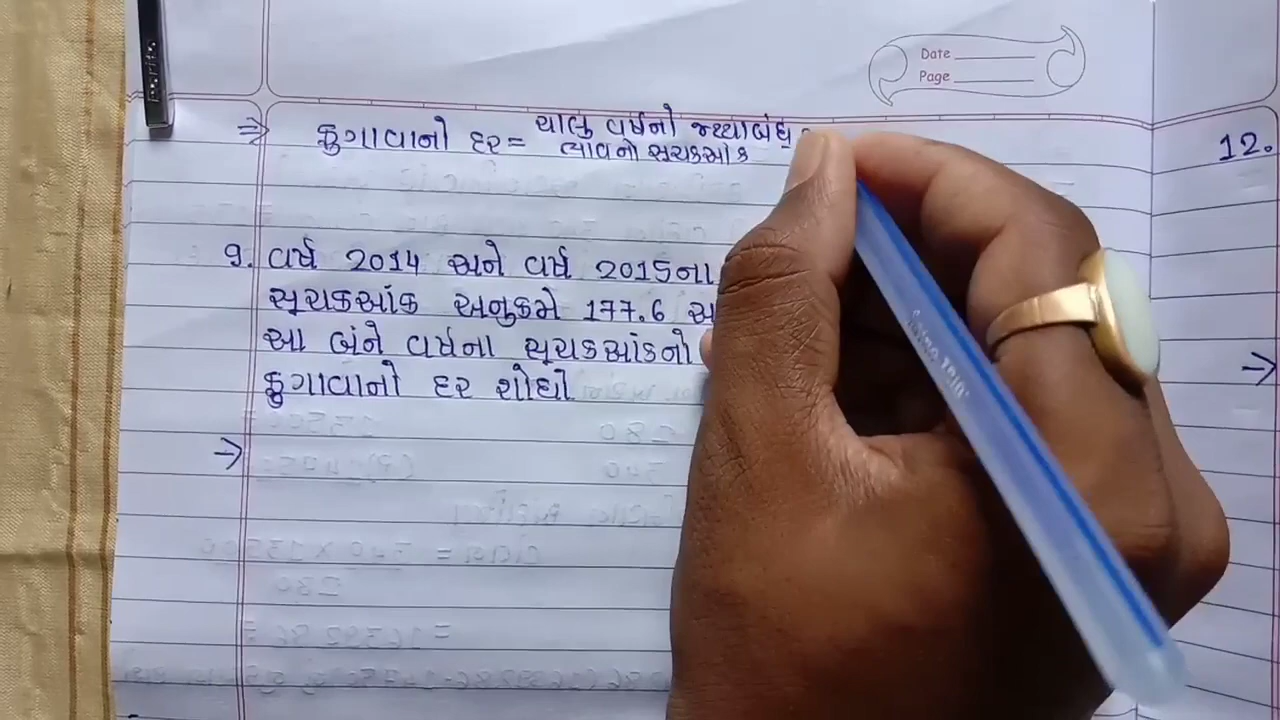 Date
Page
⇒ ફુગાવાનો દર = ચાલુ વર્ષનો જથ્થાબંધ
ભાવનો સૂચકઆંક
12.
9. વર્ષ 2014 અને વર્ષ 2015ના
સૂચકઆંક અનુક્રમે 177.6 અ
આ બંને વર્ષના સૂચકઆંકનો
ફુગાવાનો દર શોધો
→
→